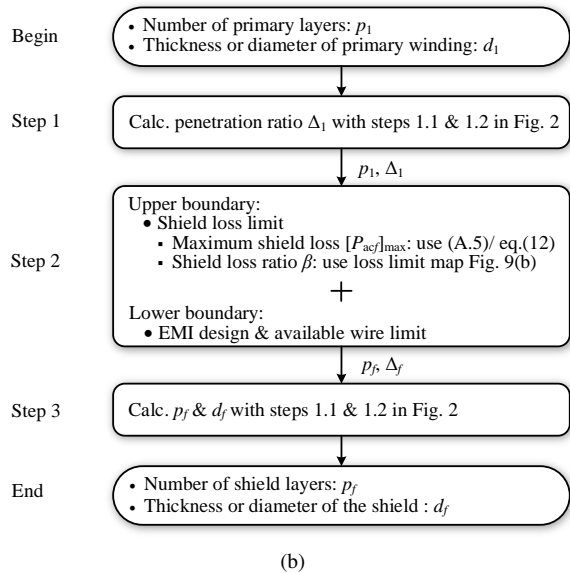 Begin
• Number of primary layers: p₁
• Thickness or diameter of primary winding: d₁
Step 1
Calc. penetration ratio Δ₁ with steps 1.1 & 1.2 in Fig. 2
p₁, Δ₁
Step 2
Upper boundary:
• Shield loss limit
▪ Maximum shield loss [P_acf]_max: use (A.5)/ eq.(12)
▪ Shield loss ratio β: use loss limit map Fig. 9(b)
+
Lower boundary:
• EMI design & available wire limit
p_f, Δ_f
Step 3
Calc. p_f & d_f with steps 1.1 & 1.2 in Fig. 2
End
• Number of shield layers: p_f
• Thickness or diameter of the shield : d_f
(b)